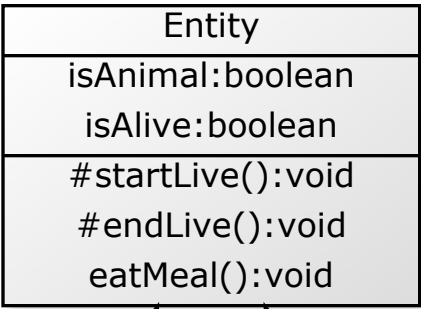 Entity
isAnimal:boolean
isAlive:boolean
#startLive():void
#endLive():void
eatMeal():void